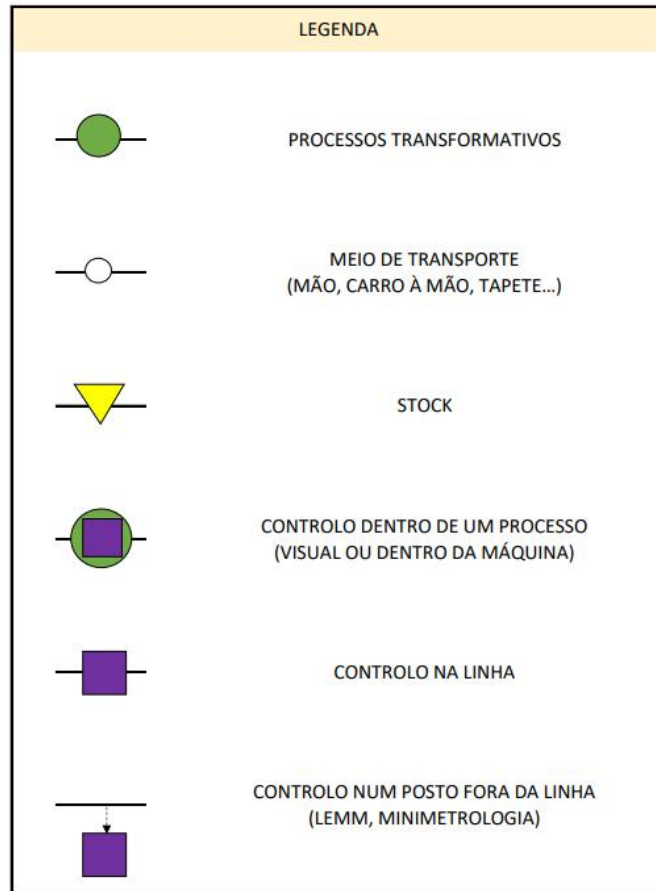 LEGENDA
PROCESSOS TRANSFORMATIVOS
MEIO DE TRANSPORTE
(MÃO, CARRO À MÃO, TAPETE...)
STOCK
CONTROLO DENTRO DE UM PROCESSO
(VISUAL OU DENTRO DA MÁQUINA)
CONTROLO NA LINHA
CONTROLO NUM POSTO FORA DA LINHA
(LEMM, MINIMETROLOGIA)